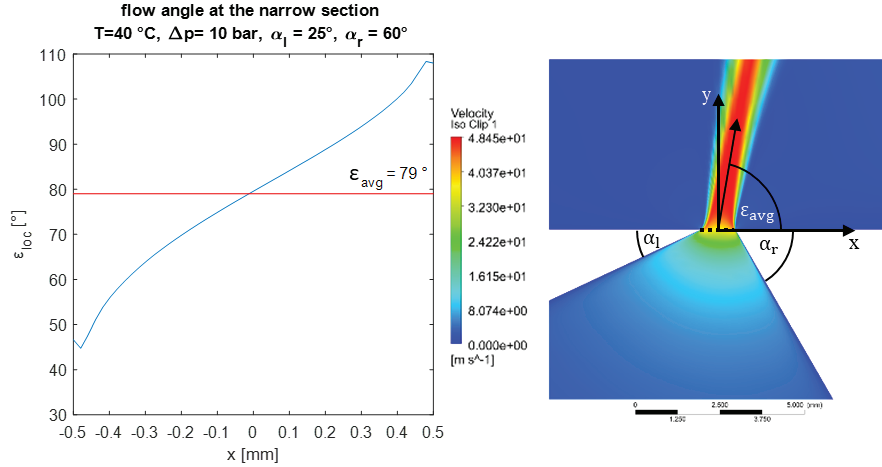 flow angle at the narrow section
T=40 °C, Δp= 10 bar, αl = 25°, αr = 60°
110
100
90
80
70
60
50
40
30
εloc [°]
εavg = 79 °
-0.5 -0.4 -0.3 -0.2 -0.1 0 0.1 0.2 0.3 0.4 0.5
x [mm]
Velocity
Iso Clip 1
4.845e+01
4.037e+01
3.230e+01
2.422e+01
1.615e+01
8.074e+00
0.000e+00
[m s^-1]
y
εavg
x
αl
αr
0 2.500 5.000 (mm)
1.250 3.750